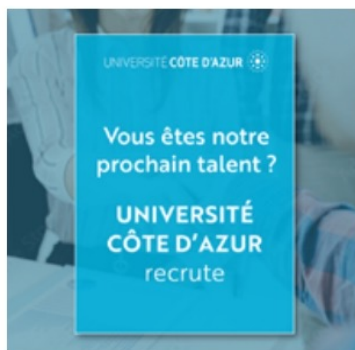 UNIVERSITÉ CÔTE D'AZUR
Vous êtes notre
prochain talent ?
UNIVERSITÉ
CÔTE D'AZUR
recrute